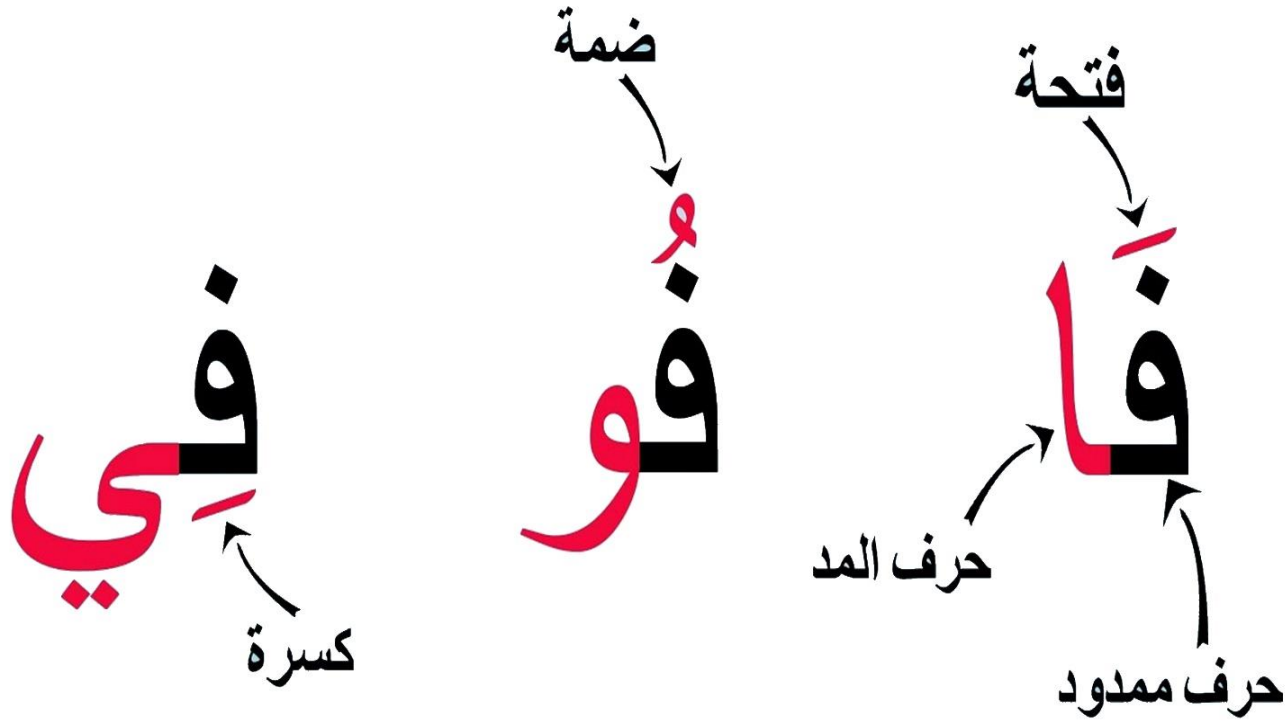 ضمة
فتحة
فَا
فُو
فِي
حرف المد
كسرة
حرف ممدود